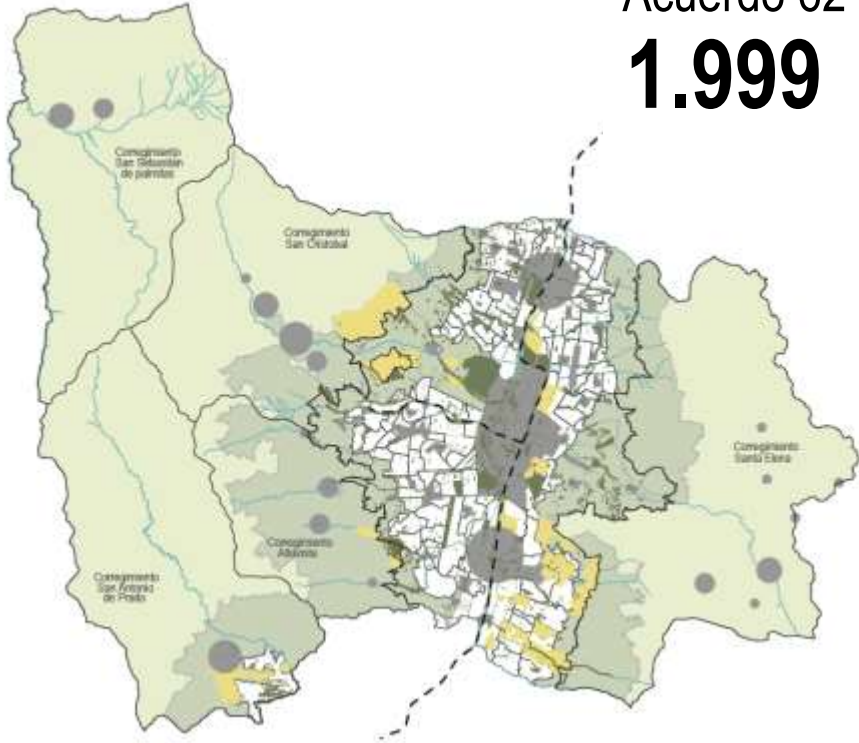 Acuerdo 62
1.999
Corregimiento
San Sebastián
de palmitas
Corregimiento
San Cristobal
Corregimiento
Santa Elena
Corregimiento
Altavista
Corregimiento
San Antonio
de Prado